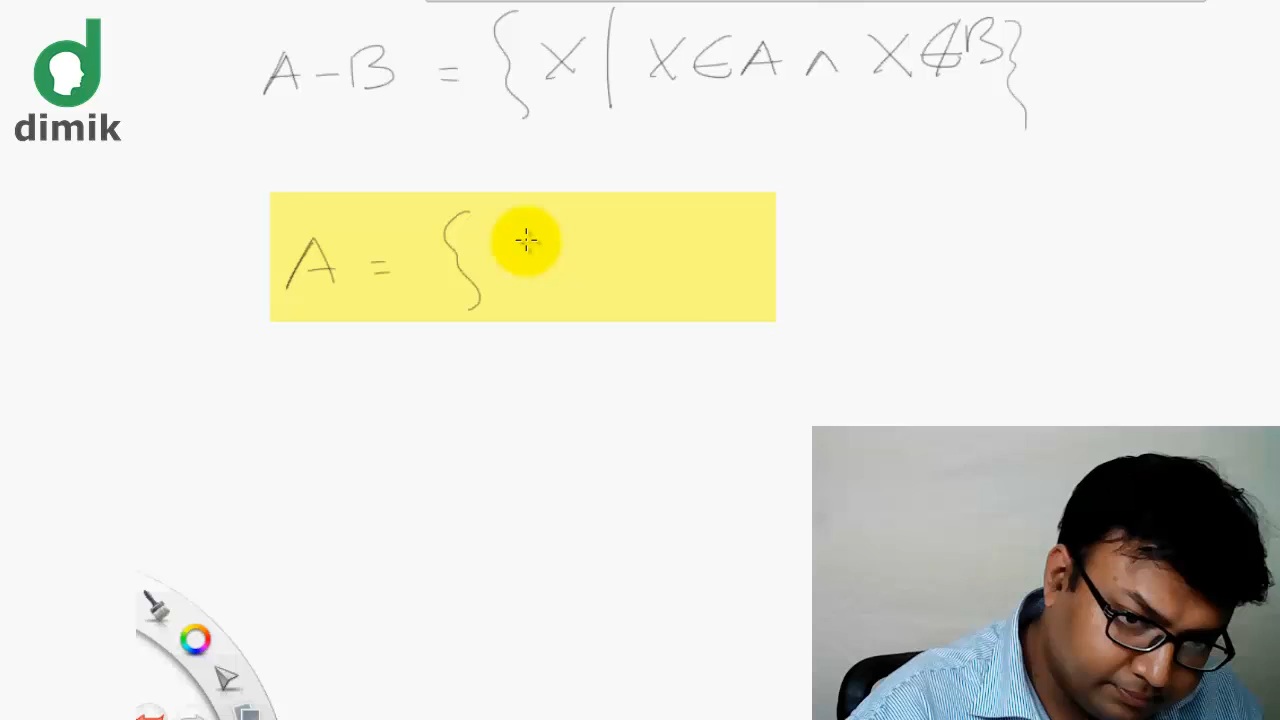 dimik
A - B = { X | X ∈ A ∧ X ∉ B }
A = {